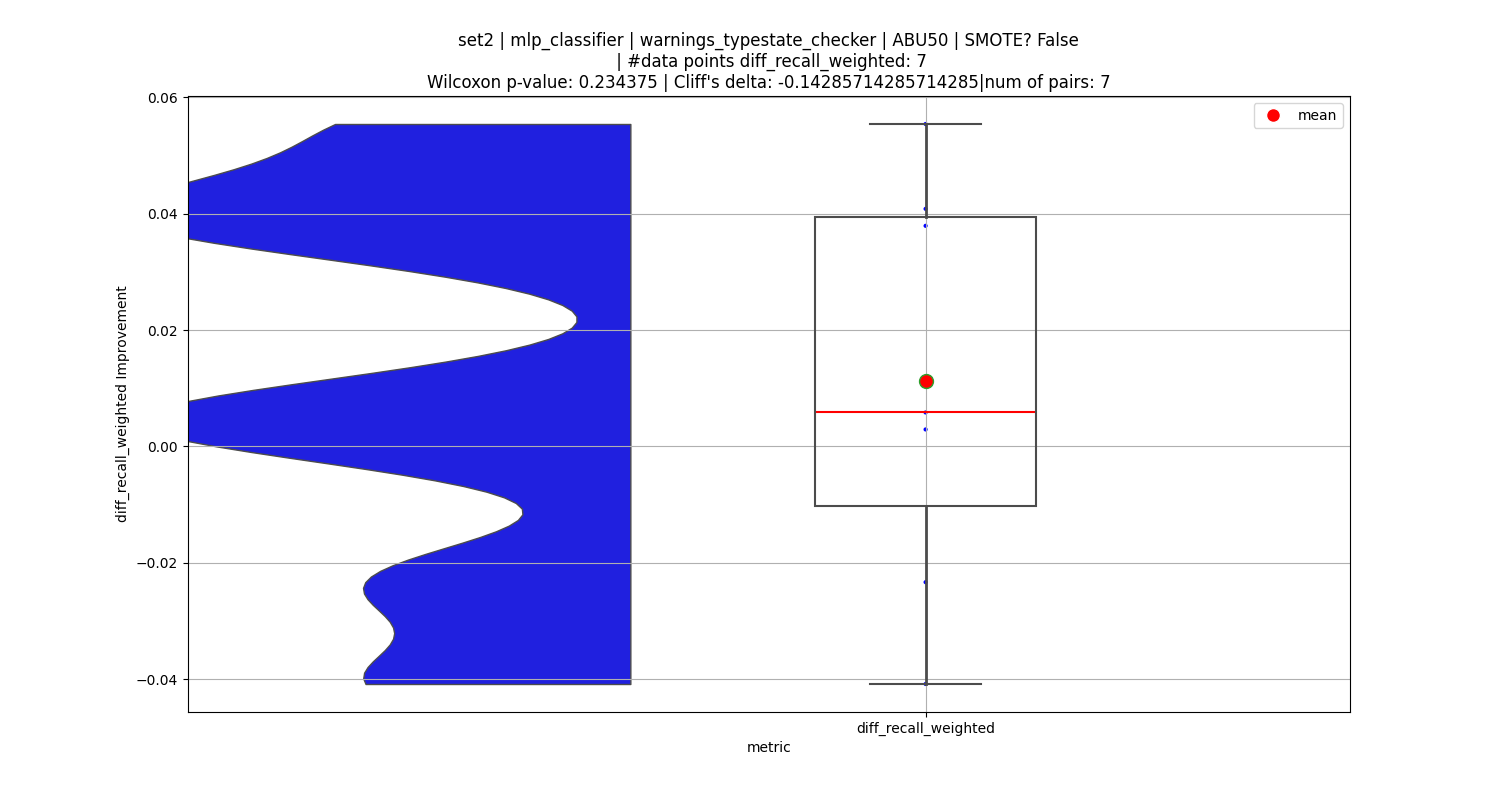 set2 | mlp_classifier | warnings_typestate_checker | ABU50 | SMOTE? False
| #data points diff_recall_weighted: 7
Wilcoxon p-value: 0.234375 | Cliff's delta: -0.14285714285714285|num of pairs: 7
mean
0.06
0.04
0.02
0.00
−0.02
−0.04
diff_recall_weighted Improvement
diff_recall_weighted
metric